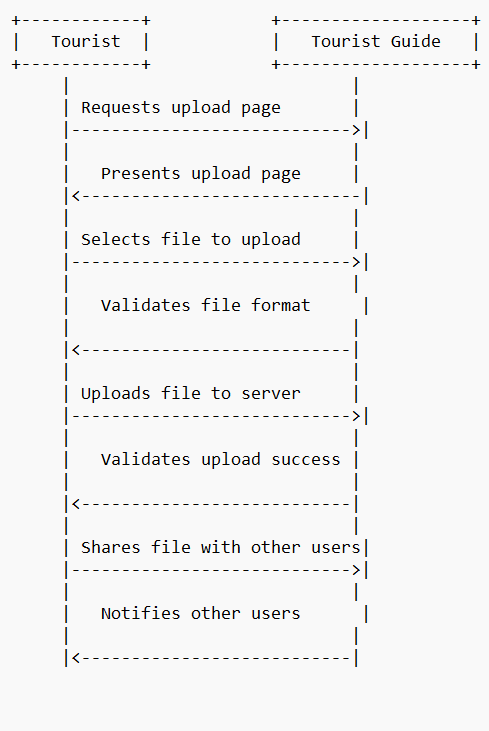 Tourist Tourist Guide
Requests upload page
Presents upload page
Selects file to upload
Validates file format
Uploads file to server
Validates upload success
Shares file with other users
Notifies other users